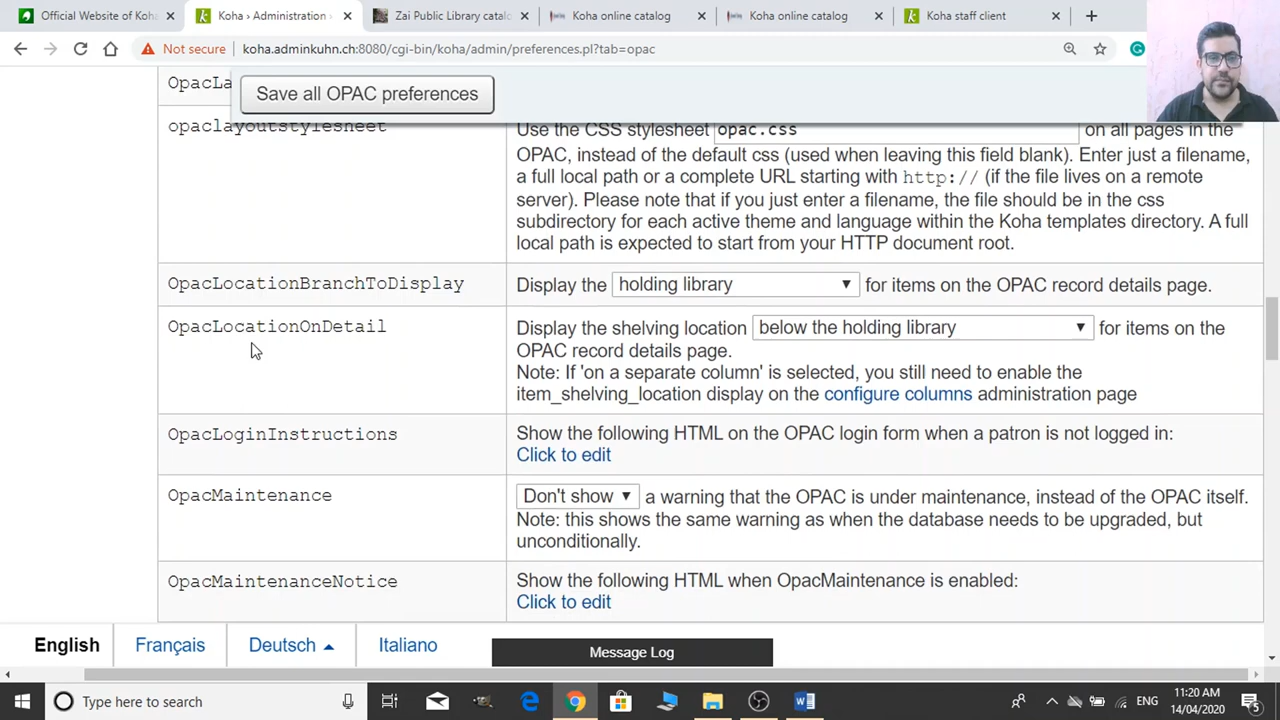 Official Website of Koha
Koha › Administration ›
Zai Public Library catalo
Koha online catalog
Koha online catalog
Koha staff client
Not secure
koha.adminkuhn.ch:8080/cgi-bin/koha/admin/preferences.pl?tab=opac
OpacLa
Save all OPAC preferences
opaclayoutstylesheet
Use the CSS stylesheet opac.css on all pages in the
OPAC, instead of the default css (used when leaving this field blank). Enter just a filename,
a full local path or a complete URL starting with http:// (if the file lives on a remote
server). Please note that if you just enter a filename, the file should be in the css
subdirectory for each active theme and language within the Koha templates directory. A full
local path is expected to start from your HTTP document root.
OpacLocationBranchToDisplay
Display the holding library for items on the OPAC record details page.
OpacLocationOnDetail
Display the shelving location below the holding library for items on the
OPAC record details page.
Note: If 'on a separate column' is selected, you still need to enable the
item_shelving_location display on the configure columns administration page
OpacLoginInstructions
Show the following HTML on the OPAC login form when a patron is not logged in:
Click to edit
OpacMaintenance
Don't show a warning that the OPAC is under maintenance, instead of the OPAC itself.
Note: this shows the same warning as when the database needs to be upgraded, but
unconditionally.
OpacMaintenanceNotice
Show the following HTML when OpacMaintenance is enabled:
Click to edit
English
Français
Deutsch
Italiano
Message Log
Type here to search
ENG
11:20 AM
14/04/2020
5